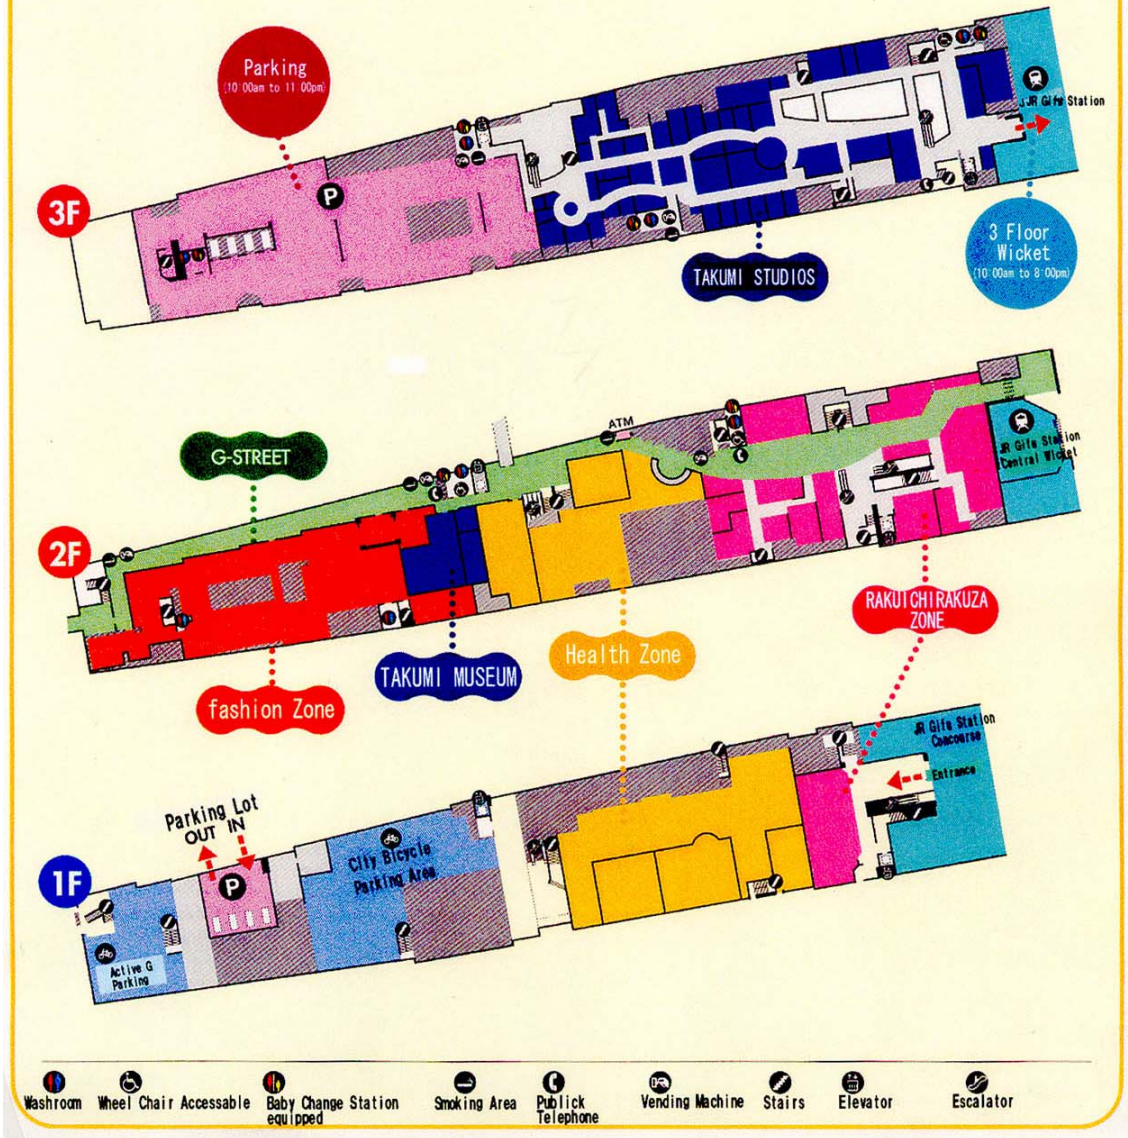 Parking
(10:00am to 11:00pm)
JR Gifu Station
P
3F
3 Floor
Wicket
(10:00am to 8:00pm)
TAKUMI STUDIOS
ATM
G-STREET
JR Gifu Station
Central Wicket
2F
RAKUICHIRAKUZA
ZONE
Health Zone
TAKUMI MUSEUM
fashion Zone
JR Gifu Station
Concourse
Entrance
Parking Lot
OUT IN
City Bicycle
Parking Area
1F
P
Active G
Parking
Washroom
Wheel Chair Accessable
Baby Change Station
equipped
Smoking Area
Publick
Telephone
Vending Machine
Stairs
Elevator
Escalator